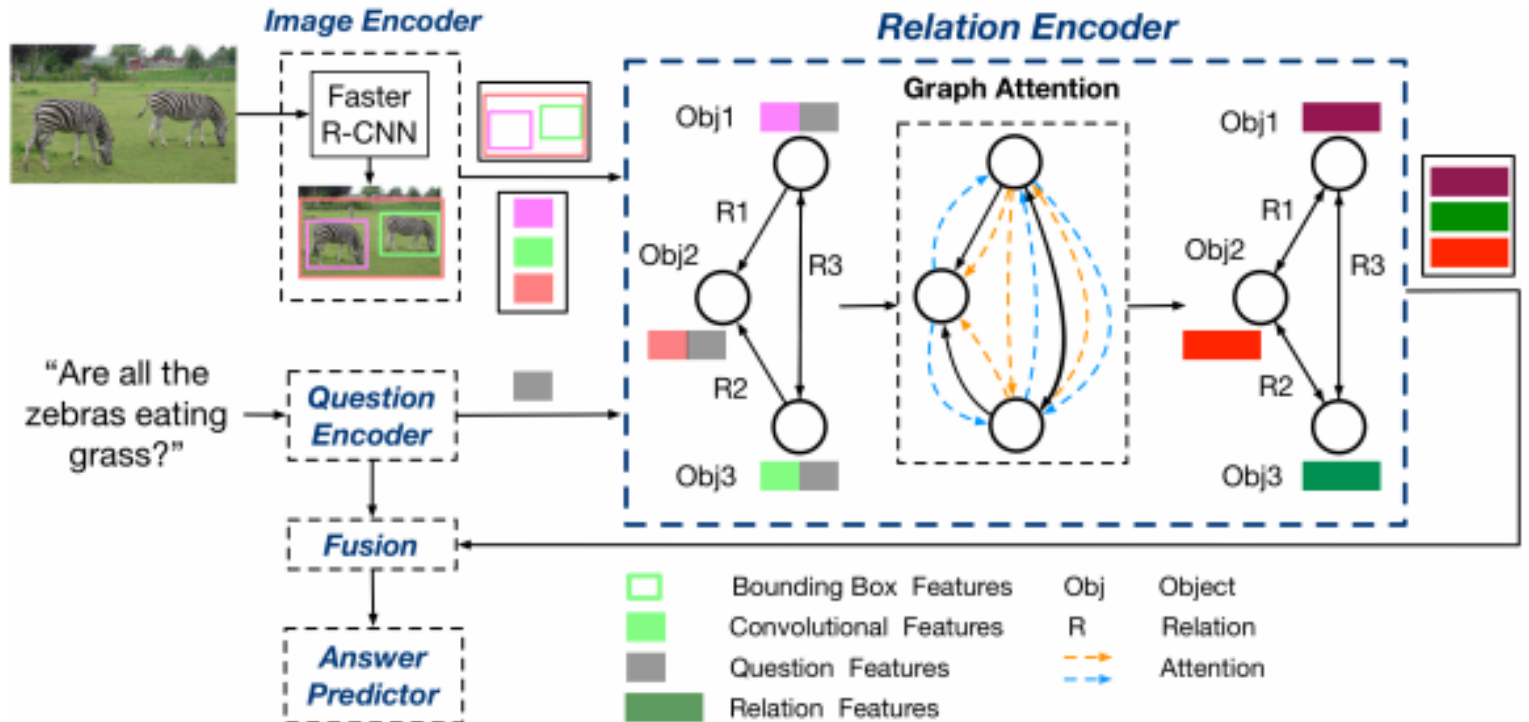 Image Encoder
Relation Encoder
Faster
R-CNN
Graph Attention
Obj1
R1
Obj2
R3
R2
Obj3
Obj1
R1
Obj2
R3
R2
Obj3
“Are all the
zebras eating
grass?”
Question
Encoder
Fusion
Answer
Predictor
Bounding Box Features
Obj Object
Convolutional Features
R Relation
Question Features
Attention
Relation Features